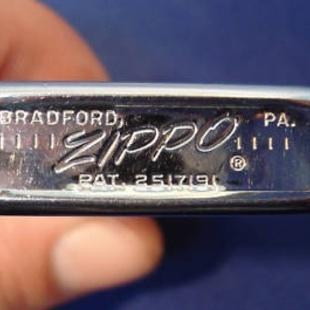 BRADFORD, PA.
ZIPPO ®
PAT. 2517191